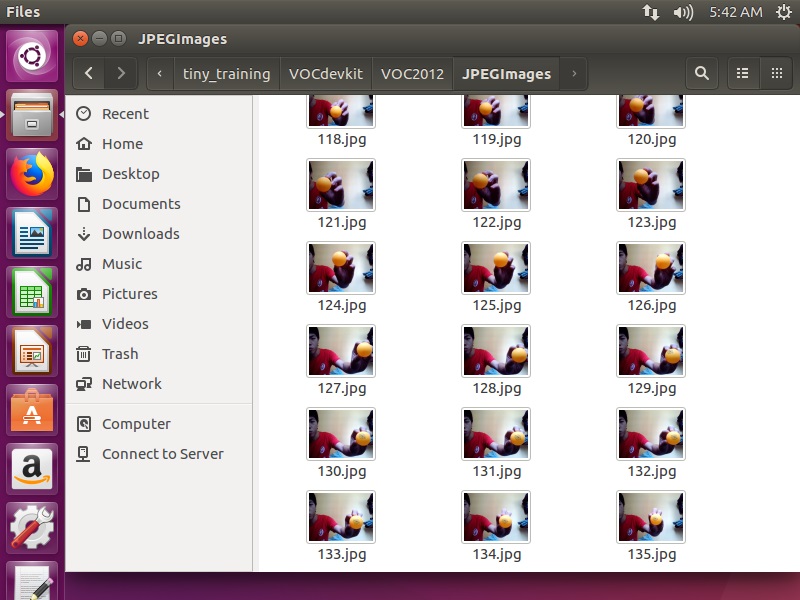 Files
5:42 AM
JPEGImages
tiny_training VOCdevkit VOC2012 JPEGImages
Recent
Home
Desktop
Documents
Downloads
Music
Pictures
Videos
Trash
Network
Computer
Connect to Server
118.jpg 119.jpg 120.jpg
121.jpg 122.jpg 123.jpg
124.jpg 125.jpg 126.jpg
127.jpg 128.jpg 129.jpg
130.jpg 131.jpg 132.jpg
133.jpg 134.jpg 135.jpg